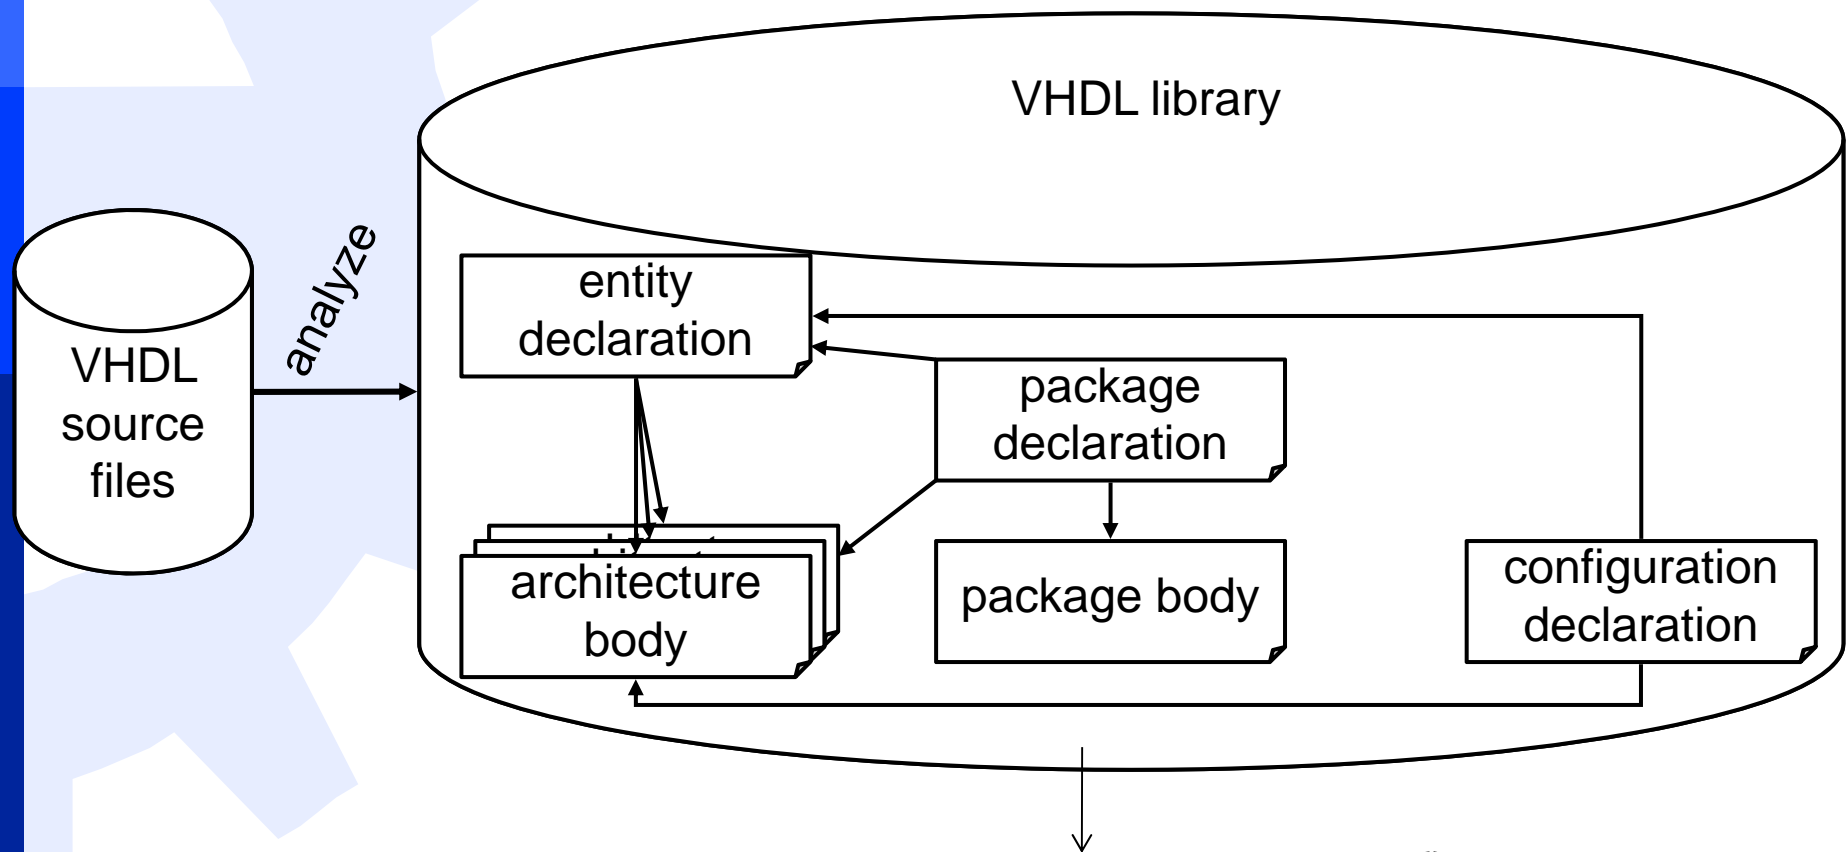 VHDL library
entity
declaration
analyze
VHDL
source
files
package
declaration
architecture
body
package body
configuration
declaration